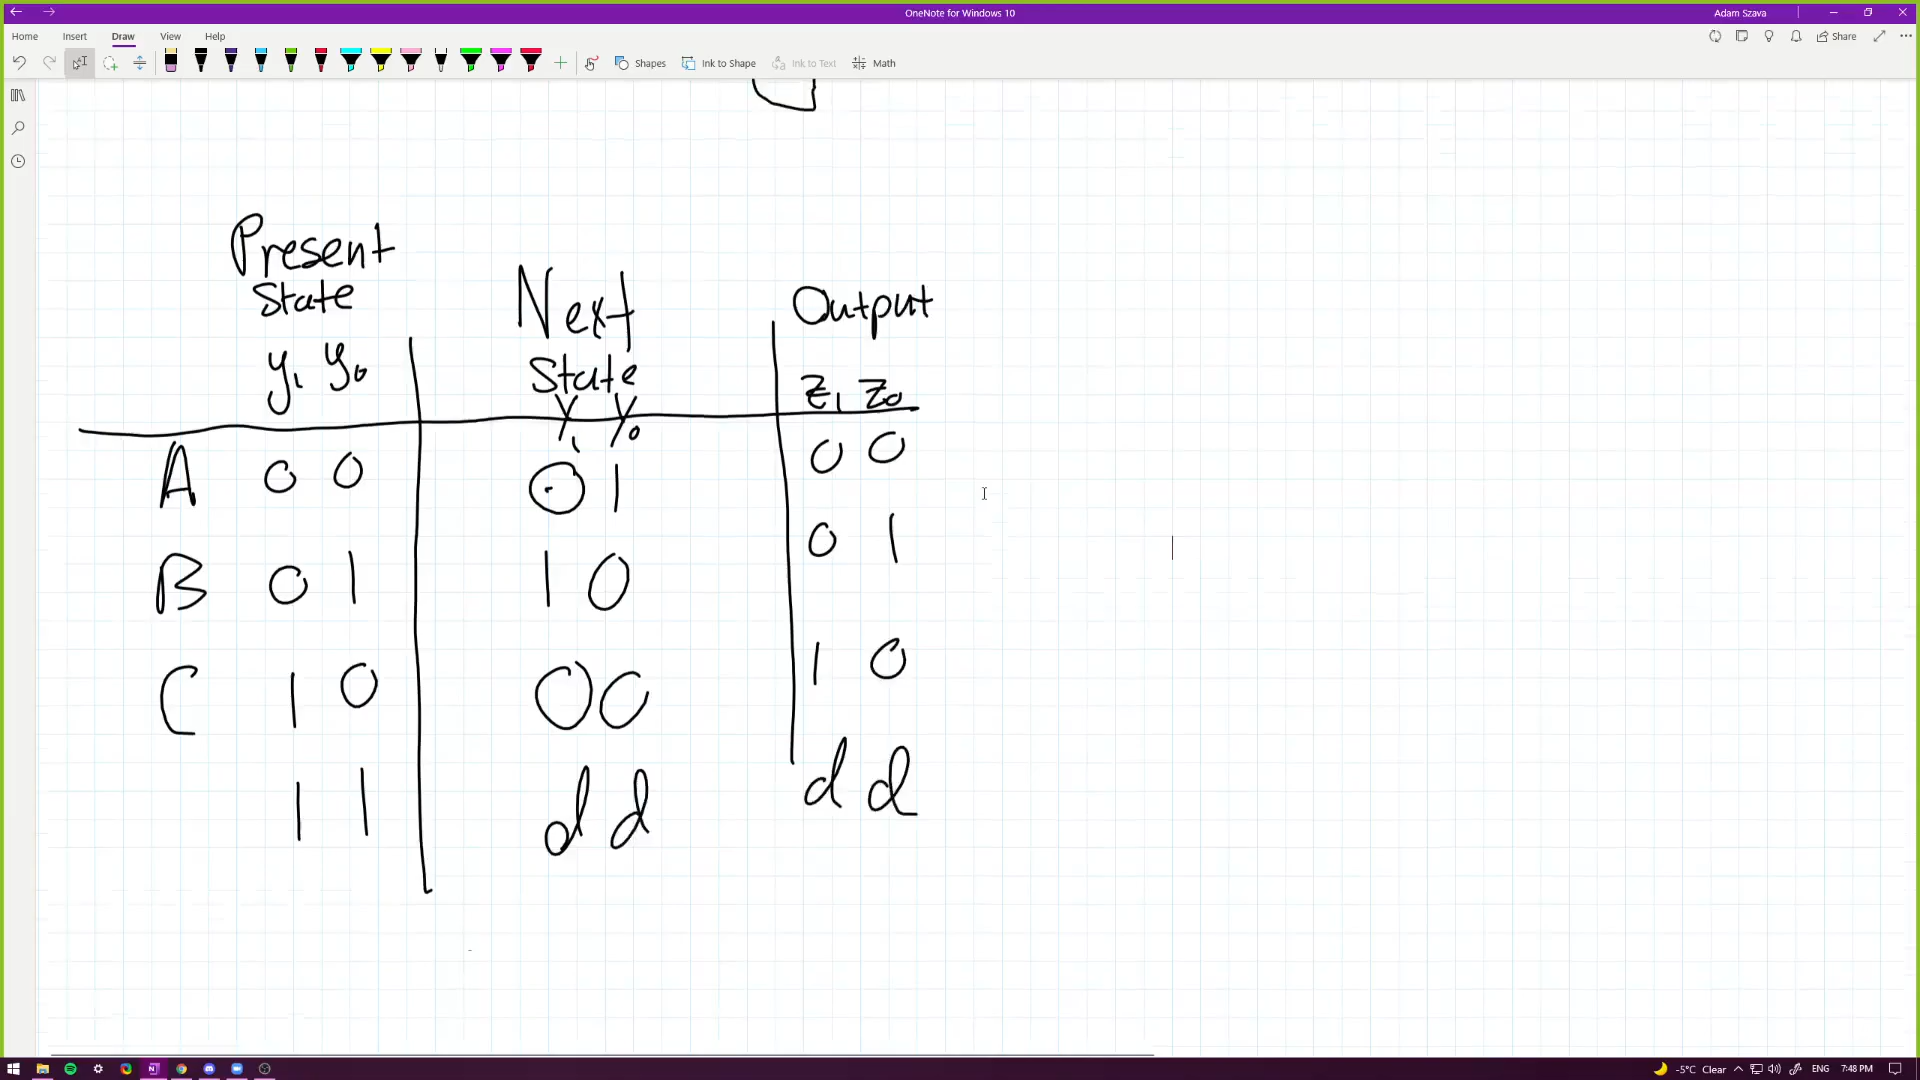 OneNote for Windows 10
Adam Szava
Home Insert Draw View Help
Share
Shapes Ink to Shape Ink to Text Math
Present
State
Next
State
Output
y1 y0
Y1 Y0
Z1 Z0
A 0 0 0 1 0 0
B 0 1 1 0 0 1
C 1 0 0 0 1 0
1 1 d d d d
-5°C Clear ENG 7:48 PM